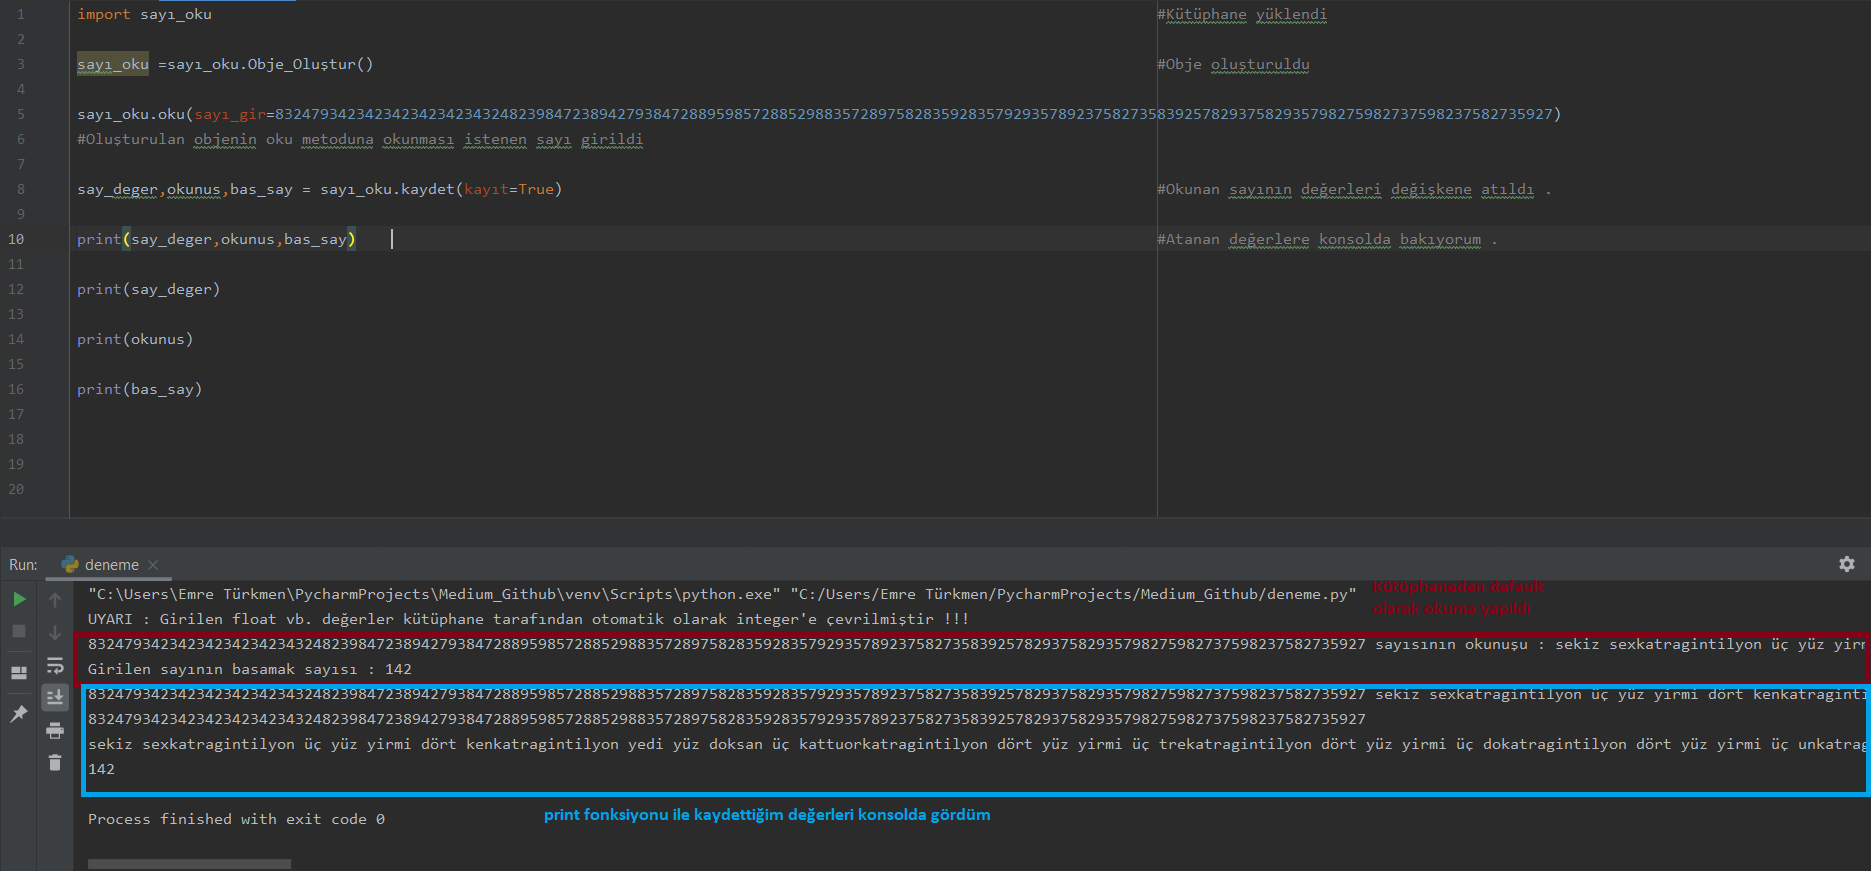 1 import sayı_oku #Kütüphane yüklendi
2
3 sayı_oku =sayı_oku.Obje_Oluştur() #Obje oluşturuldu
4
5 sayı_oku.oku(sayı_gir=8324793423423423423423432482398472389427938472889598572885298835728975828359283579293578923758273583925782937582935798275982737598237582735927)
6 #Oluşturulan objenin oku metoduna okunması istenen sayı girildi
7
8 say_deger,okunus,bas_say = sayı_oku.kaydet(kayıt=True) #Okunan sayının değerleri değişkene atıldı .
9
10 print(say_deger,okunus,bas_say) #Atanan değerlere konsolda bakıyorum .
11
12 print(say_deger)
13
14 print(okunus)
15
16 print(bas_say)
17
18
19
20
Run: deneme
"C:\Users\Emre Türkmen\PycharmProjects\Medium_Github\venv\Scripts\python.exe" "C:/Users/Emre Türkmen/PycharmProjects/Medium_Github/deneme.py"
Kütüphaneden default
olarak okuma yapıldı
UYARI : Girilen float vb. değerler kütüphane tarafından otomatik olarak integer'e çevrilmiştir !!!
8324793423423423423423432482398472389427938472889598572885298835728975828359283579293578923758273583925782937582935798275982737598237582735927 sayısının okunuşu : sekiz sexkatragintilyon üç yüz yirm
Girilen sayının basamak sayısı : 142
8324793423423423423423432482398472389427938472889598572885298835728975828359283579293578923758273583925782937582935798275982737598237582735927 sekiz sexkatragintilyon üç yüz yirmi dört kenkatraginti
8324793423423423423423432482398472389427938472889598572885298835728975828359283579293578923758273583925782937582935798275982737598237582735927
sekiz sexkatragintilyon üç yüz yirmi dört kenkatragintilyon yedi yüz doksan üç kattuorkatragintilyon dört yüz yirmi üç trekatragintilyon dört yüz yirmi üç dokatragintilyon dört yüz yirmi üç unkatrag
142
print fonksiyonu ile kaydettiğim değerleri konsolda gördüm
Process finished with exit code 0